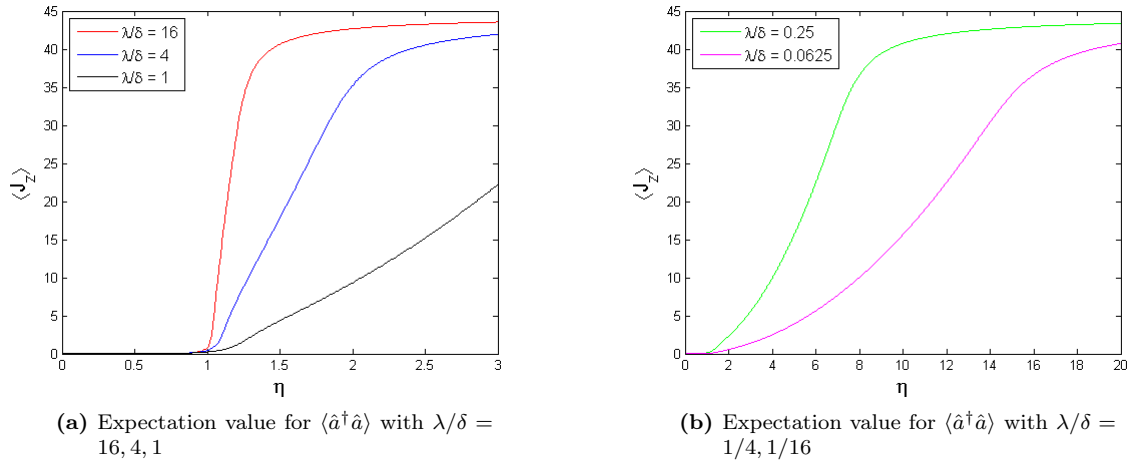 45
40
35
30
25
20
15
10
5
0
⟨J_Z⟩
λ/δ = 16
λ/δ = 4
λ/δ = 1
0 0.5 1 1.5 2 2.5 3
η
(a) Expectation value for ⟨â†â⟩ with λ/δ =
16, 4, 1
45
40
35
30
25
20
15
10
5
0
⟨J_Z⟩
λ/δ = 0.25
λ/δ = 0.0625
0 2 4 6 8 10 12 14 16 18 20
η
(b) Expectation value for ⟨â†â⟩ with λ/δ =
1/4, 1/16